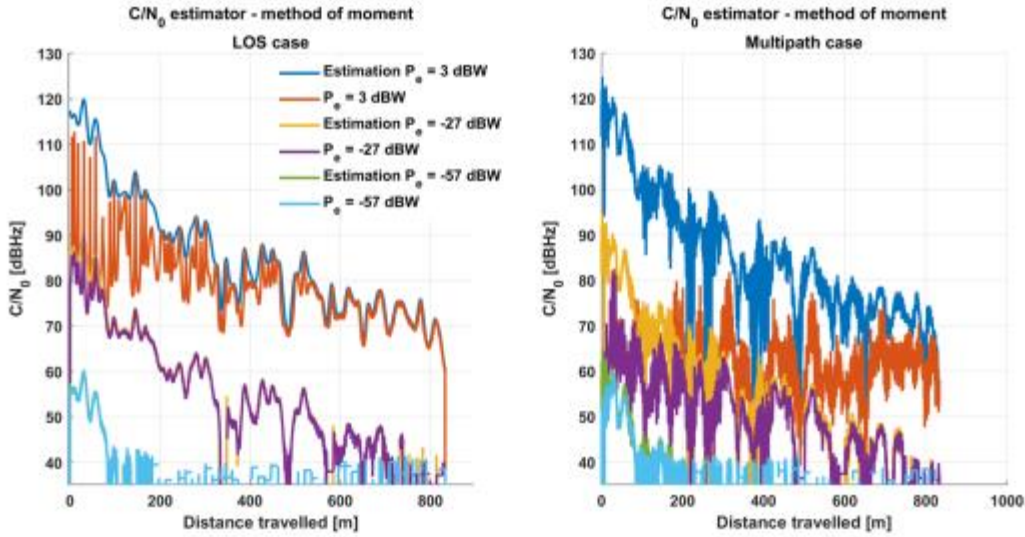 C/N0 estimator - method of moment
LOS case
130
120
110
100
90
80
70
60
50
40
C/N0 [dBHz]
Estimation Pe = 3 dBW
Pe = 3 dBW
Estimation Pe = -27 dBW
Pe = -27 dBW
Estimation Pe = -57 dBW
Pe = -57 dBW
0 200 400 600 800
Distance travelled [m]
C/N0 estimator - method of moment
Multipath case
130
120
110
100
90
80
70
60
50
40
C/N0 [dBHz]
0 200 400 600 800 1000
Distance travelled [m]